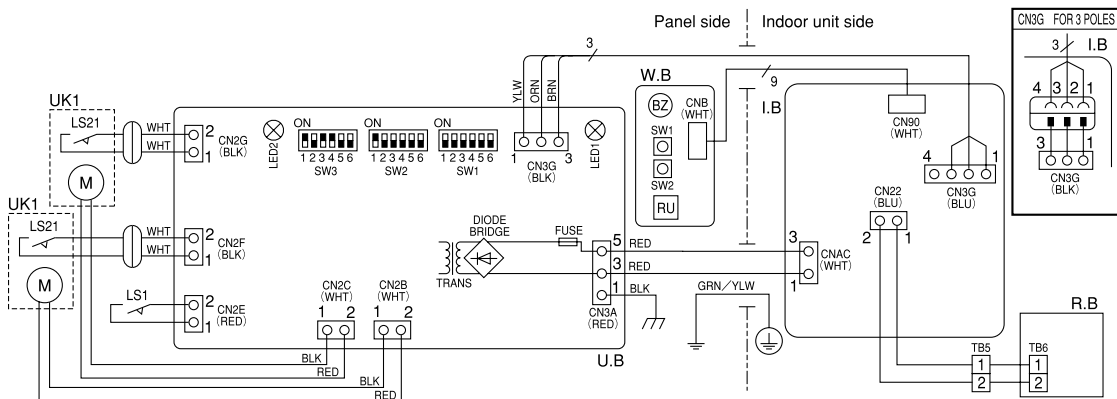 Panel side
Indoor unit side
CN3G FOR 3 POLES
3
I.B
4 3 2 1
3 1
CN3G
(BLK)
3
9
W.B
I.B
UK1
LS21
WHT
WHT
2
1
CN2G
(BLK)
M
LED2
ON
1 2 3 4 5 6
SW3
ON
1 2 3 4 5 6
SW2
ON
1 2 3 4 5 6
SW1
YLW
ORN
BRN
1 3
CN3G
(BLK)
LED1
BZ
CNB
(WHT)
SW1
SW2
RU
CN90
(WHT)
4 1
CN3G
(BLU)
CN22
(BLU)
2 1
UK1
LS21
WHT
WHT
2
1
CN2F
(BLK)
M
LS1
2
1
CN2E
(RED)
TRANS
DIODE
BRIDGE
FUSE
5
3
1
RED
RED
BLK
CN3A
(RED)
3
1
CNAC
(WHT)
GRN/YLW
CN2C
(WHT)
1 2
CN2B
(WHT)
1 2
BLK
RED
BLK
RED
U.B
R.B
TB5
1
2
TB6
1
2